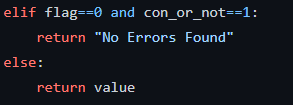 elif flag==0 and con_or_not==1:
    return "No Errors Found"
else:
    return value